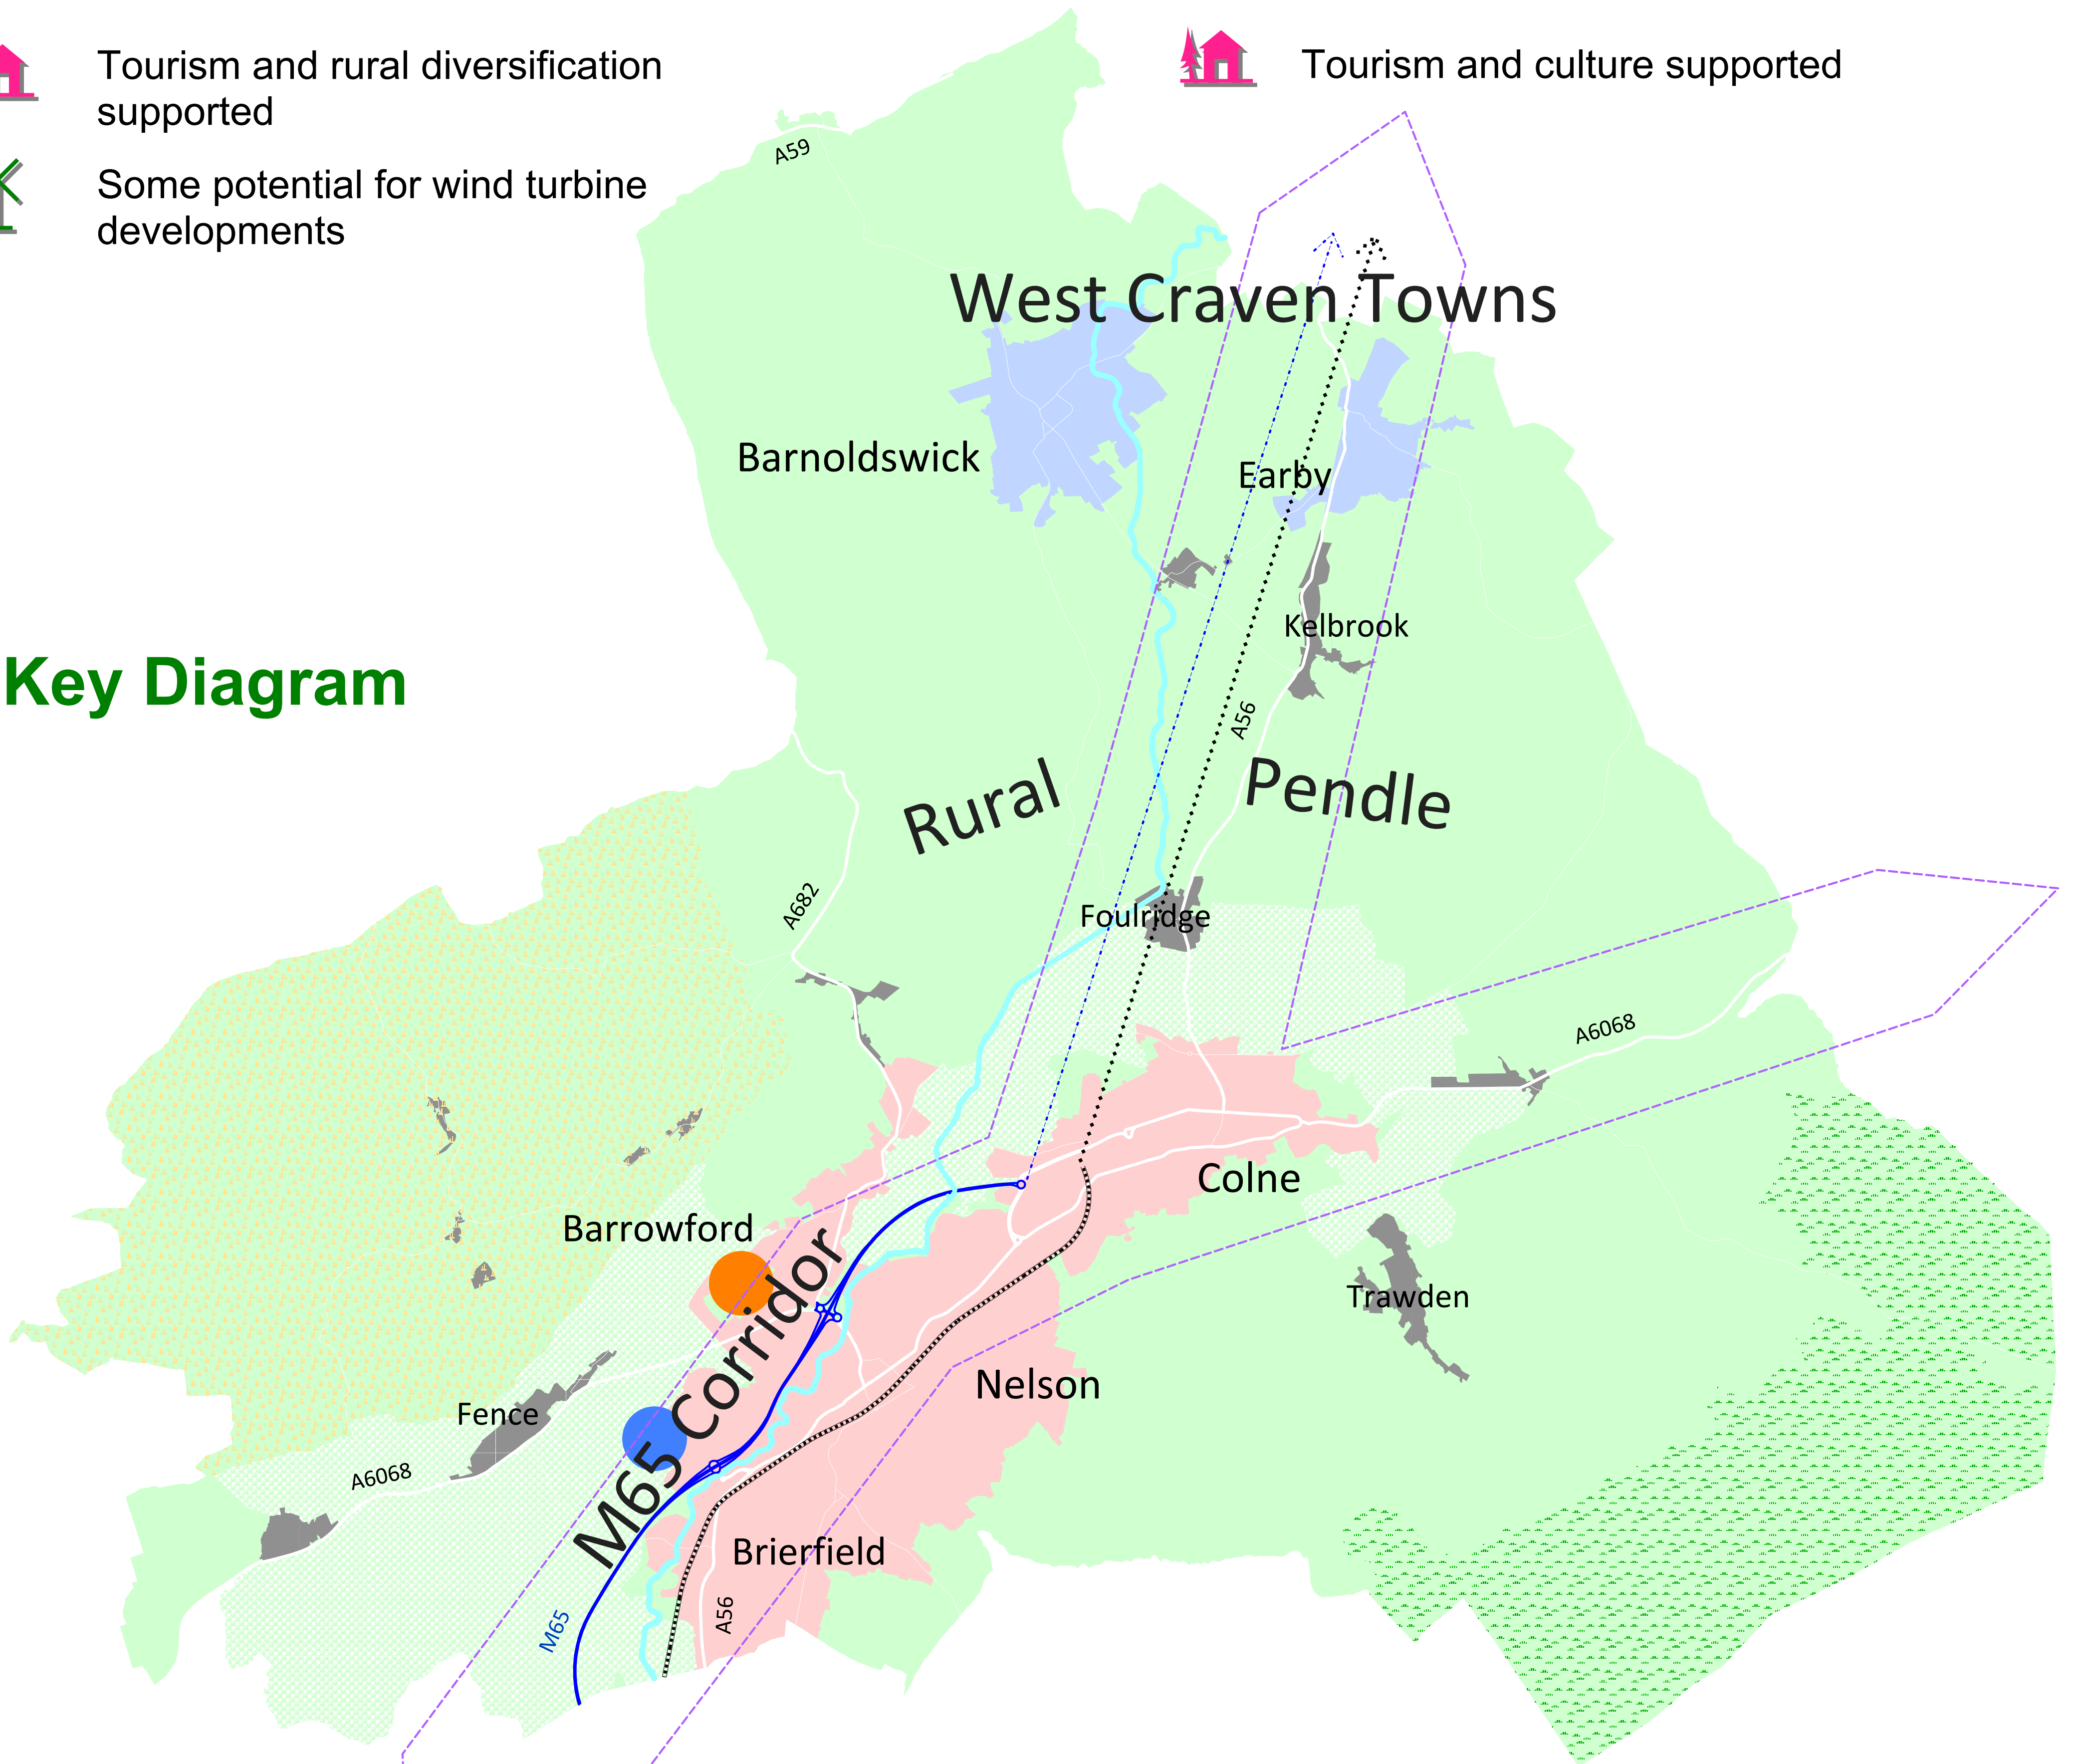 Tourism and rural diversification
supported
Tourism and culture supported
Some potential for wind turbine
developments
A59
West Craven Towns
Barnoldswick
Earby
Kelbrook
Key Diagram
A56
Rural
Pendle
A682
Foulridge
A6068
Colne
Barrowford
Trawden
M65 Corridor
Nelson
Fence
A6068
Brierfield
M65
A56